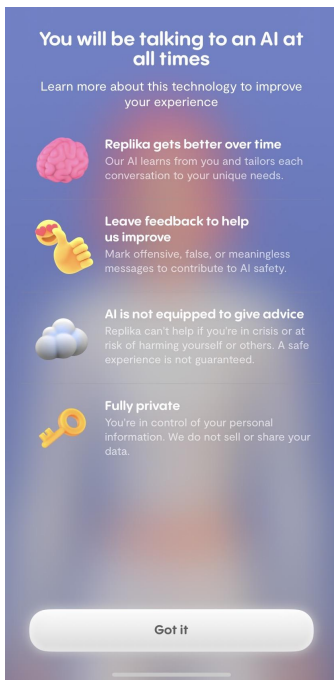 You will be talking to an AI at
all times
Learn more about this technology to improve
your experience
Replika gets better over time
Our AI learns from you and tailors each
conversation to your unique needs.
Leave feedback to help
us improve
Mark offensive, false, or meaningless
messages to contribute to AI safety.
AI is not equipped to give advice
Replika can't help if you're in crisis or at
risk of harming yourself or others. A safe
experience is not guaranteed.
Fully private
You're in control of your personal
information. We do not sell or share your
data.
Got it